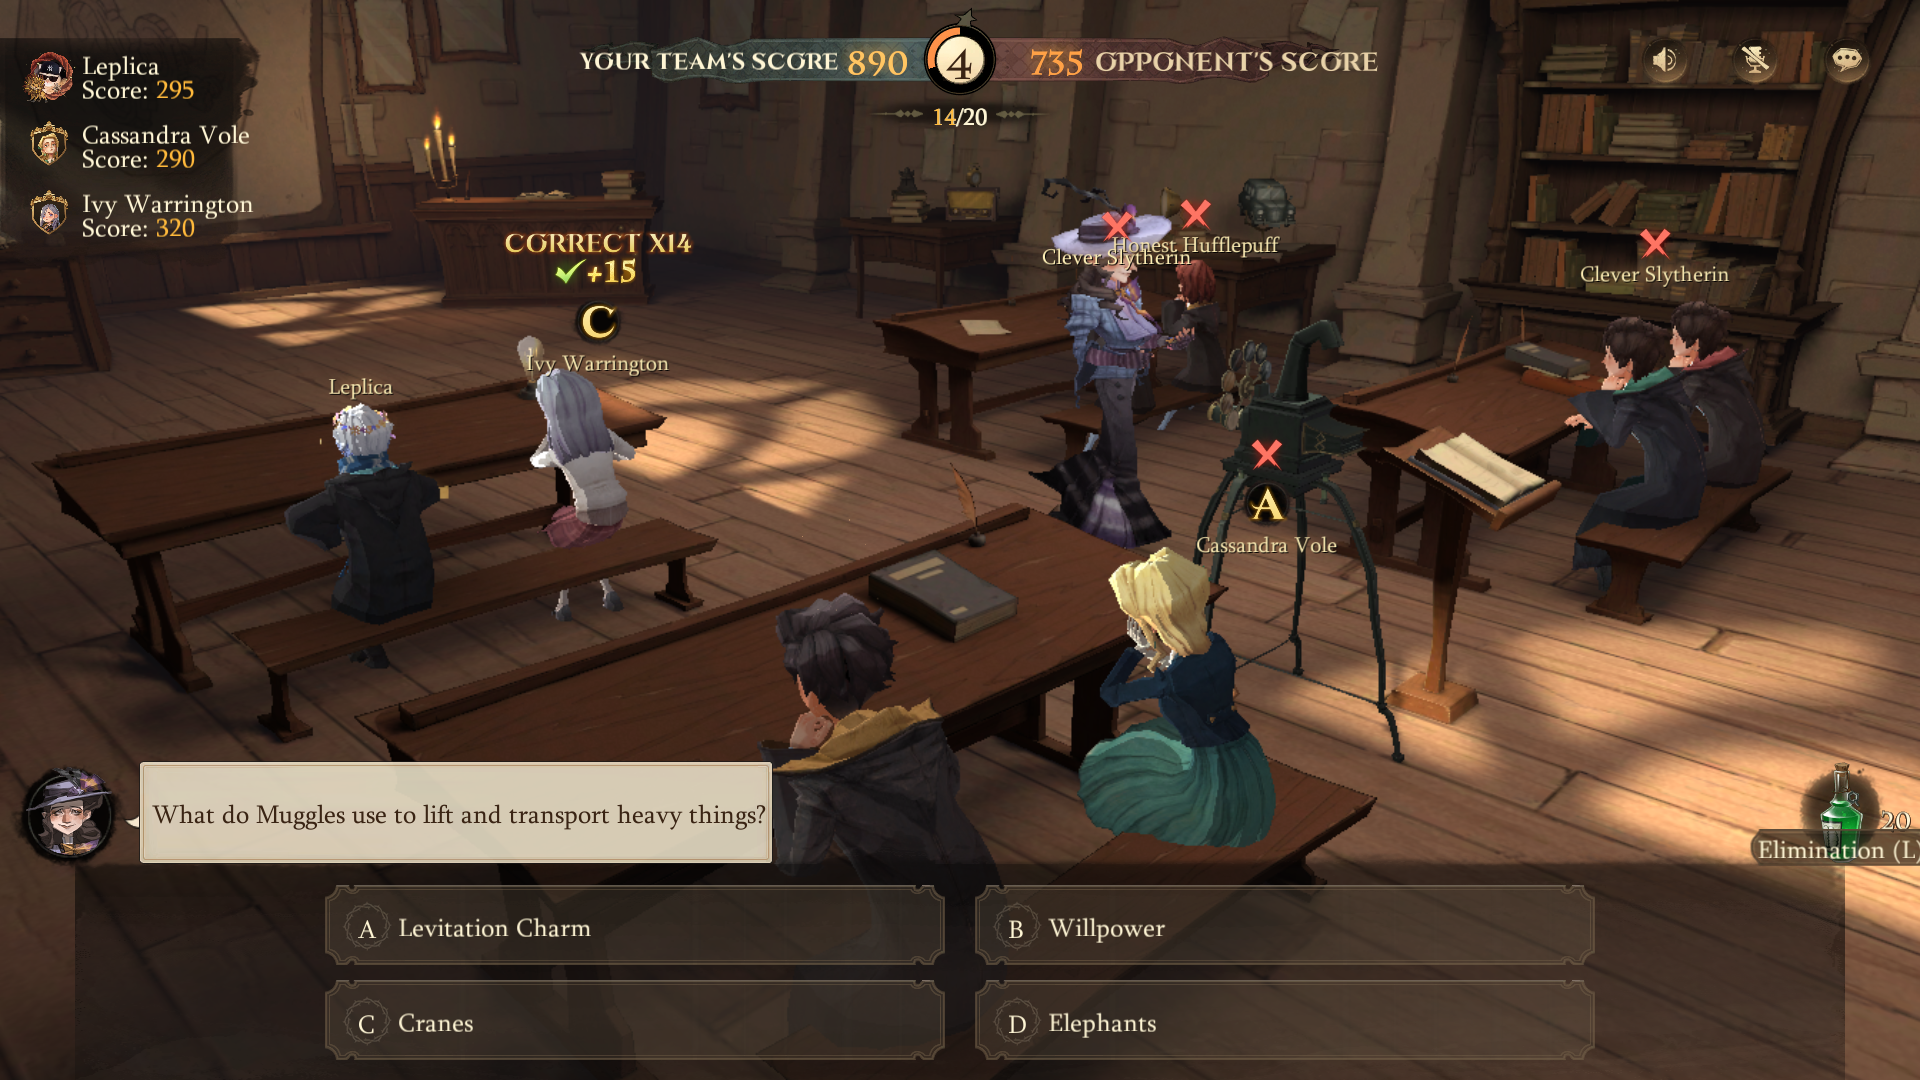 Leplica
Score: 295
Cassandra Vole
Score: 290
Ivy Warrington
Score: 320
YOUR TEAM'S SCORE 890
4
735 OPPONENT'S SCORE
14/20
CORRECT X14
+15
C
Ivy Warrington
Leplica
Honest Hufflepuff
Clever Slytherin
Clever Slytherin
A
Cassandra Vole
What do Muggles use to lift and transport heavy things?
20
Elimination (L)
A Levitation Charm
B Willpower
C Cranes
D Elephants